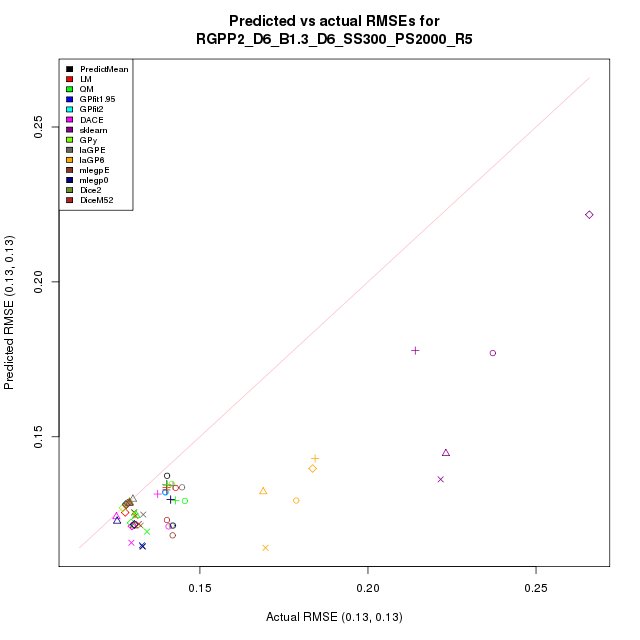 Predicted vs actual RMSEs for
RGPP2_D6_B1.3_D6_SS300_PS2000_R5
PredictMean
LM
QM
GPfit1.95
GPfit2
DACE
sklearn
GPy
laGPE
laGP6
mlegpE
mlegp0
Dice2
DiceM52
Predicted RMSE (0.13, 0.13)
0.25
0.20
0.15
0.15
0.20
0.25
Actual RMSE (0.13, 0.13)